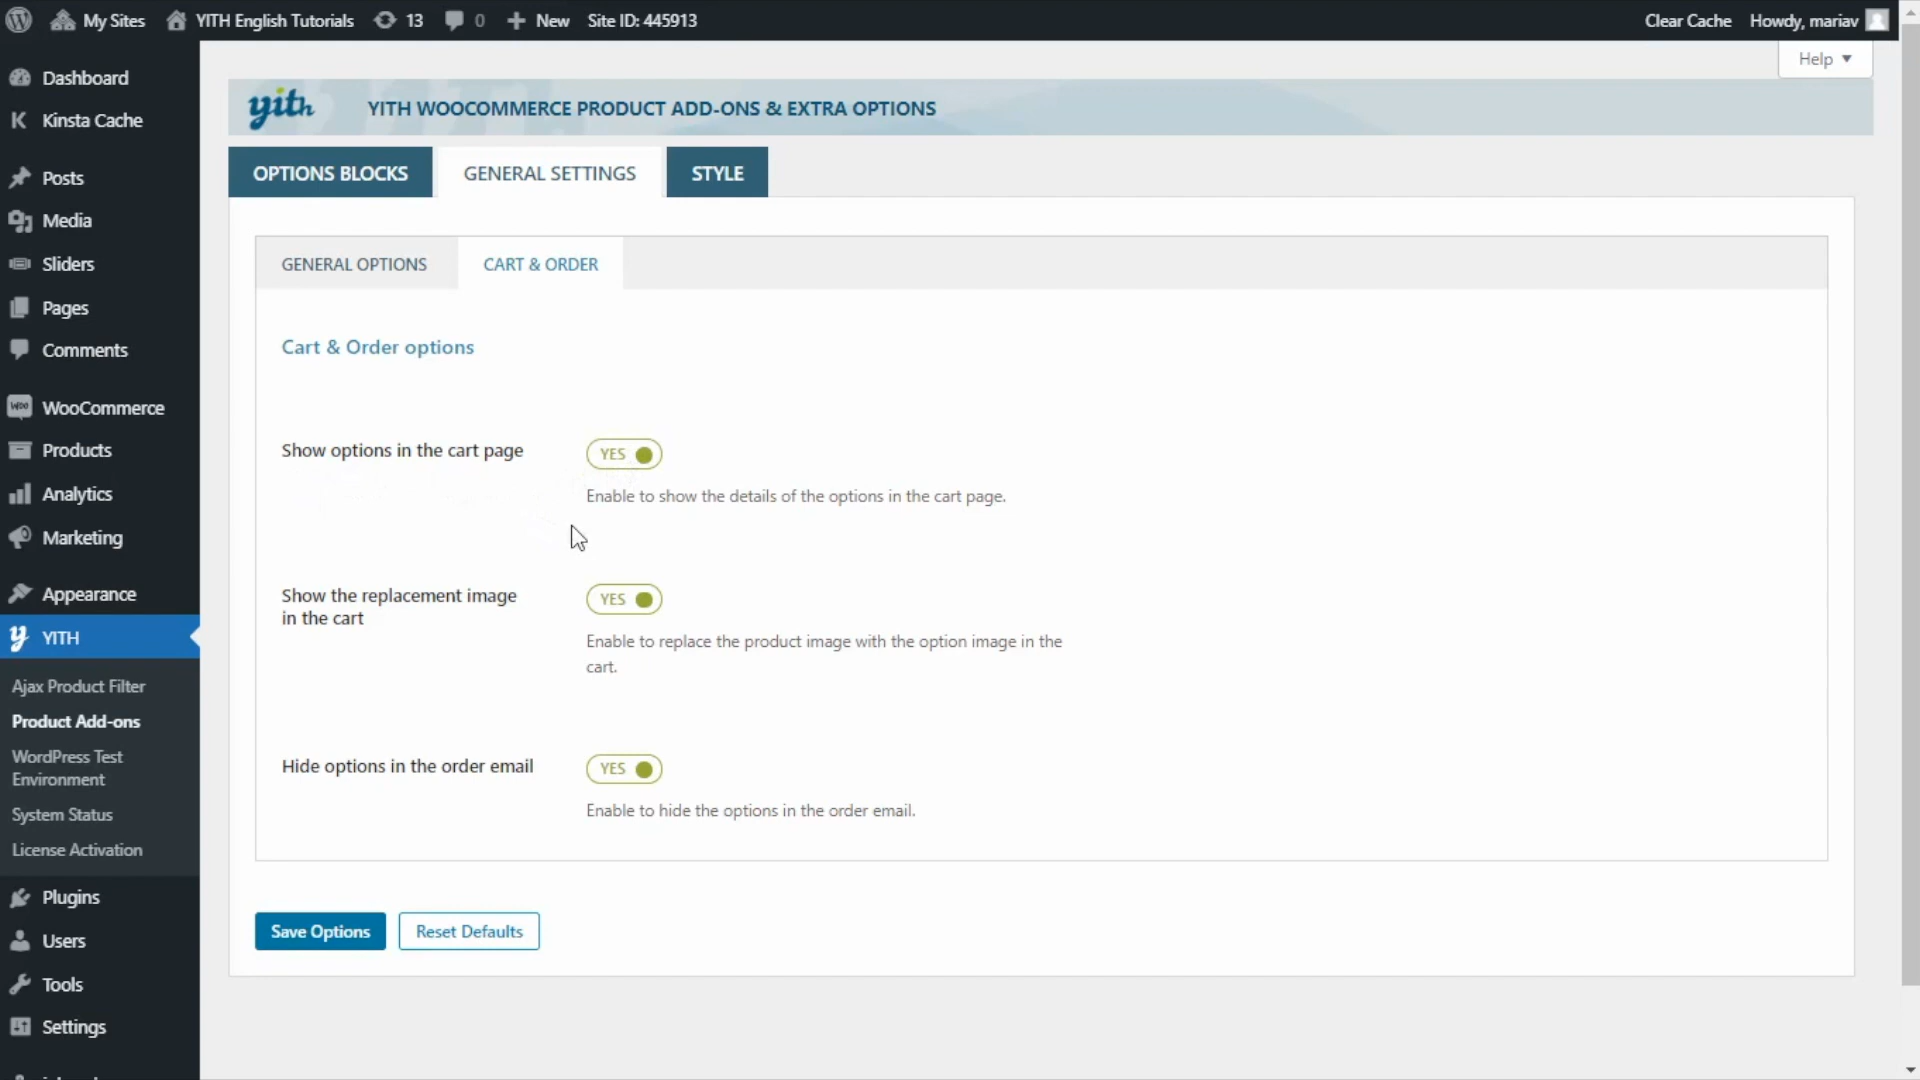 My Sites
YITH English Tutorials
13
0
New
Site ID: 445913
Clear Cache
Howdy, mariav
Help
Dashboard
Kinsta Cache
Posts
Media
Sliders
Pages
Comments
WooCommerce
Products
Analytics
Marketing
Appearance
YITH
Ajax Product Filter
Product Add-ons
WordPress Test
Environment
System Status
License Activation
Plugins
Users
Tools
Settings
yith
YITH WOOCOMMERCE PRODUCT ADD-ONS & EXTRA OPTIONS
OPTIONS BLOCKS
GENERAL SETTINGS
STYLE
GENERAL OPTIONS
CART & ORDER
Cart & Order options
Show options in the cart page
YES
Enable to show the details of the options in the cart page.
Show the replacement image
in the cart
YES
Enable to replace the product image with the option image in the
cart.
Hide options in the order email
YES
Enable to hide the options in the order email.
Save Options
Reset Defaults